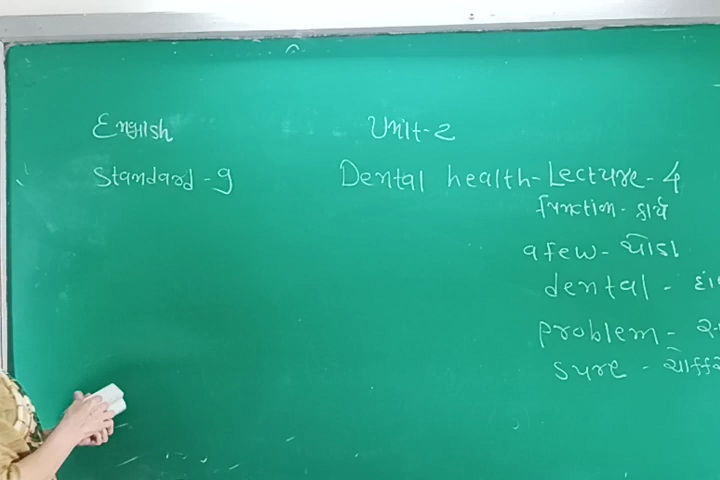 English Unit-2
Standard-9 Dental health-Lecture-4
function-કાર્ય
a few-થોડા
dental-
problem-
sure-